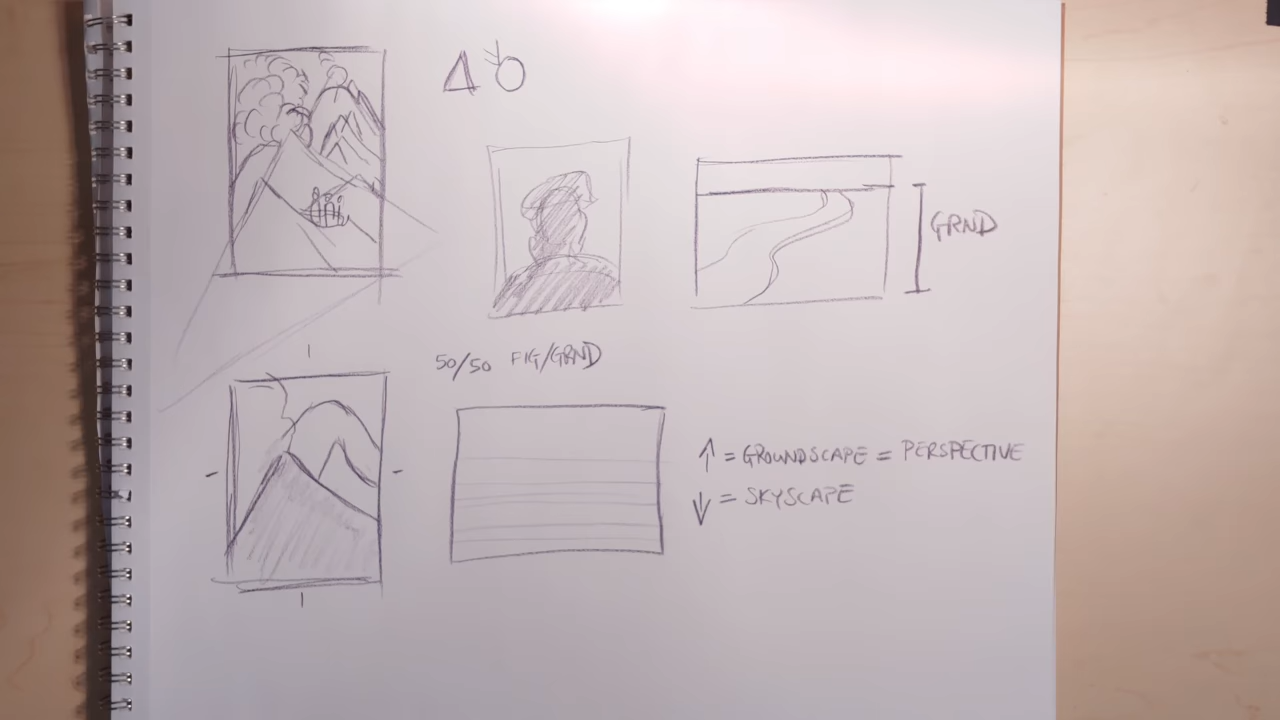 GRND
50/50 FIG/GRND
↑ = GROUNDSCAPE = PERSPECTIVE
↓ = SKYSCAPE